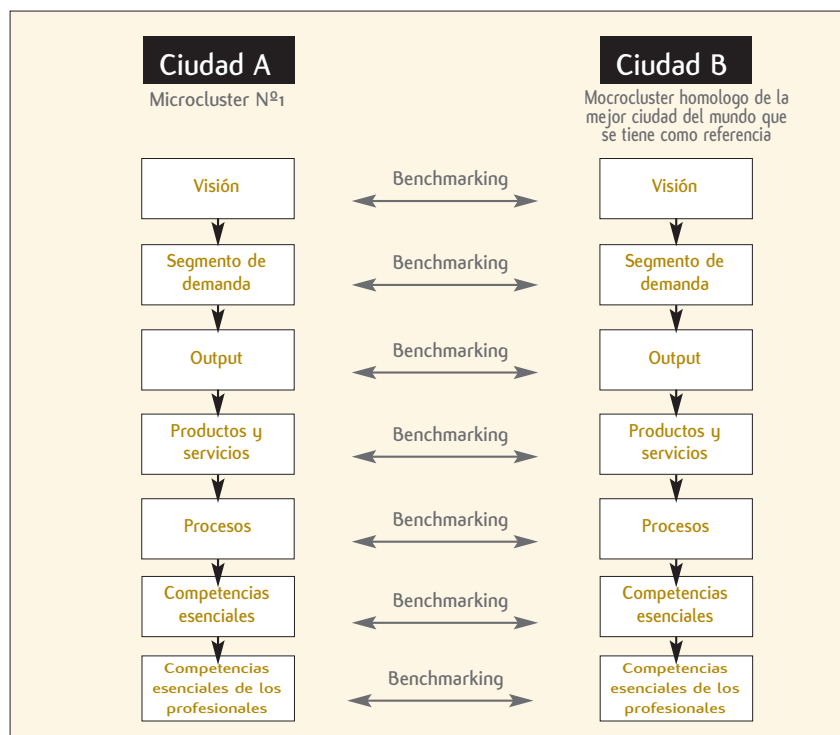 Ciudad A
Microcluster Nº1
Ciudad B
Mocrocluster homologo de la
mejor ciudad del mundo que
se tiene como referencia
Visión
Benchmarking
Visión
Segmento de
demanda
Benchmarking
Segmento de
demanda
Output
Benchmarking
Output
Productos y
servicios
Benchmarking
Productos y
servicios
Procesos
Benchmarking
Procesos
Competencias
esenciales
Benchmarking
Competencias
esenciales
Competencias
esenciales de los
profesionales
Benchmarking
Competencias
esenciales de los
profesionales